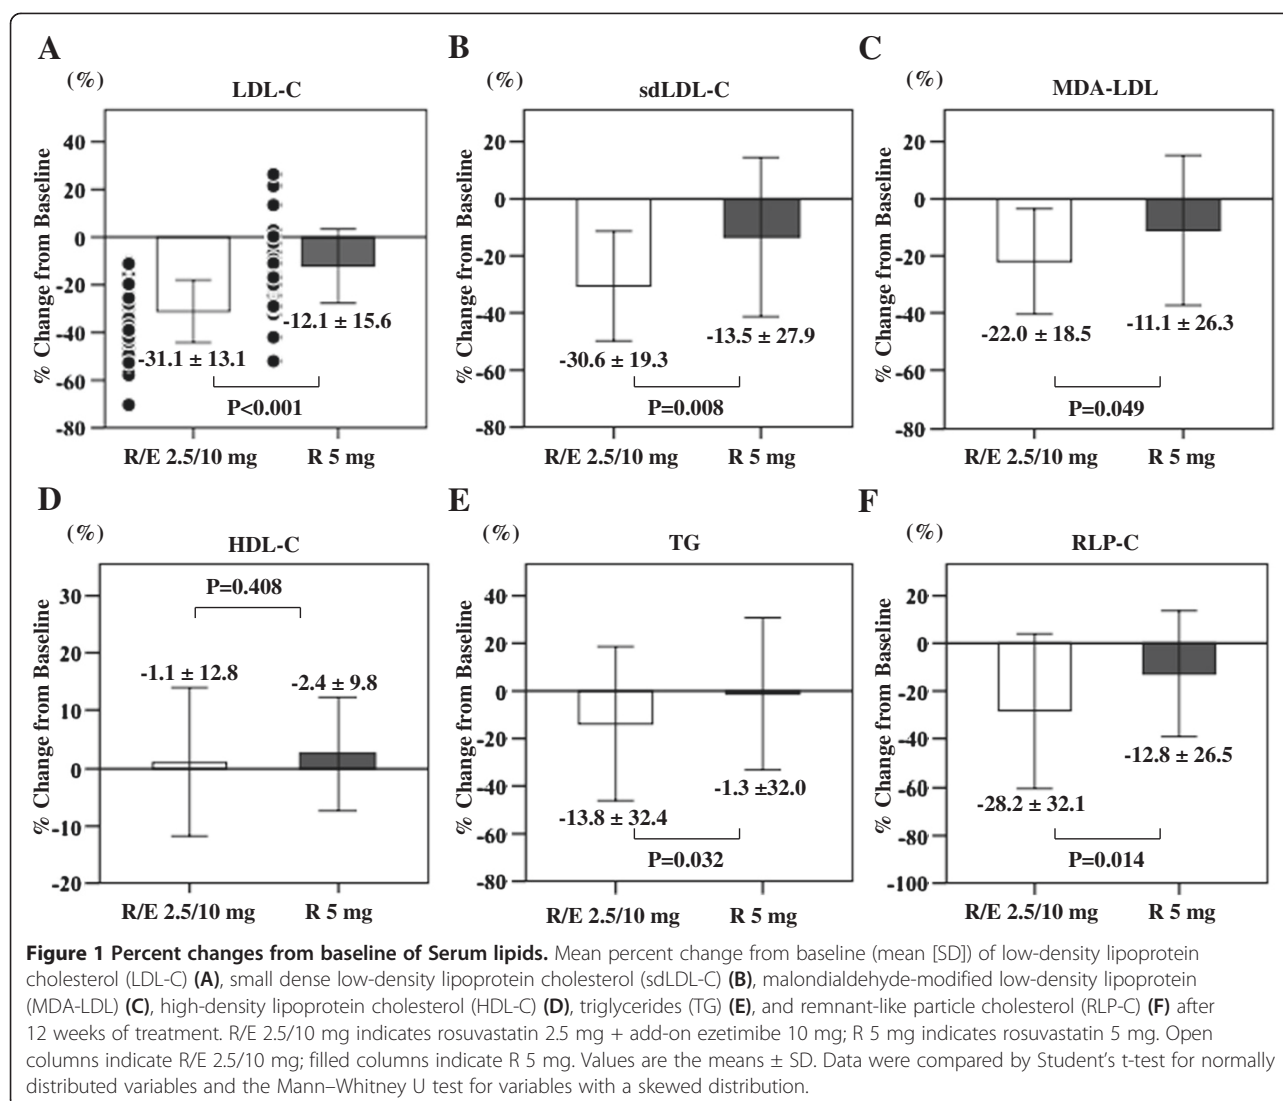 A
(%)
LDL-C
% Change from Baseline
40
20
0
-20
-40
-60
-80
-31.1 ± 13.1
-12.1 ± 15.6
P<0.001
R/E 2.5/10 mg
R 5 mg
B
(%)
sdLDL-C
% Change from Baseline
20
0
-20
-40
-60
-80
-30.6 ± 19.3
-13.5 ± 27.9
P=0.008
R/E 2.5/10 mg
R 5 mg
C
(%)
MDA-LDL
% Change from Baseline
20
0
-20
-40
-60
-80
-22.0 ± 18.5
-11.1 ± 26.3
P=0.049
R/E 2.5/10 mg
R 5 mg
D
(%)
HDL-C
% Change from Baseline
30
20
10
0
-10
-20
P=0.408
-1.1 ± 12.8
-2.4 ± 9.8
R/E 2.5/10 mg
R 5 mg
E
(%)
TG
% Change from Baseline
40
20
0
-20
-40
-60
-80
-13.8 ± 32.4
-1.3 ±32.0
P=0.032
R/E 2.5/10 mg
R 5 mg
F
(%)
RLP-C
% Change from Baseline
20
0
-20
-40
-60
-80
-100
-28.2 ± 32.1
-12.8 ± 26.5
P=0.014
R/E 2.5/10 mg
R 5 mg
Figure 1 Percent changes from baseline of Serum lipids. Mean percent change from baseline (mean [SD]) of low-density lipoprotein
cholesterol (LDL-C) (A), small dense low-density lipoprotein cholesterol (sdLDL-C) (B), malondialdehyde-modified low-density lipoprotein
(MDA-LDL) (C), high-density lipoprotein cholesterol (HDL-C) (D), triglycerides (TG) (E), and remnant-like particle cholesterol (RLP-C) (F) after
12 weeks of treatment. R/E 2.5/10 mg indicates rosuvastatin 2.5 mg + add-on ezetimibe 10 mg; R 5 mg indicates rosuvastatin 5 mg. Open
columns indicate R/E 2.5/10 mg; filled columns indicate R 5 mg. Values are the means ± SD. Data were compared by Student's t-test for normally
distributed variables and the Mann–Whitney U test for variables with a skewed distribution.